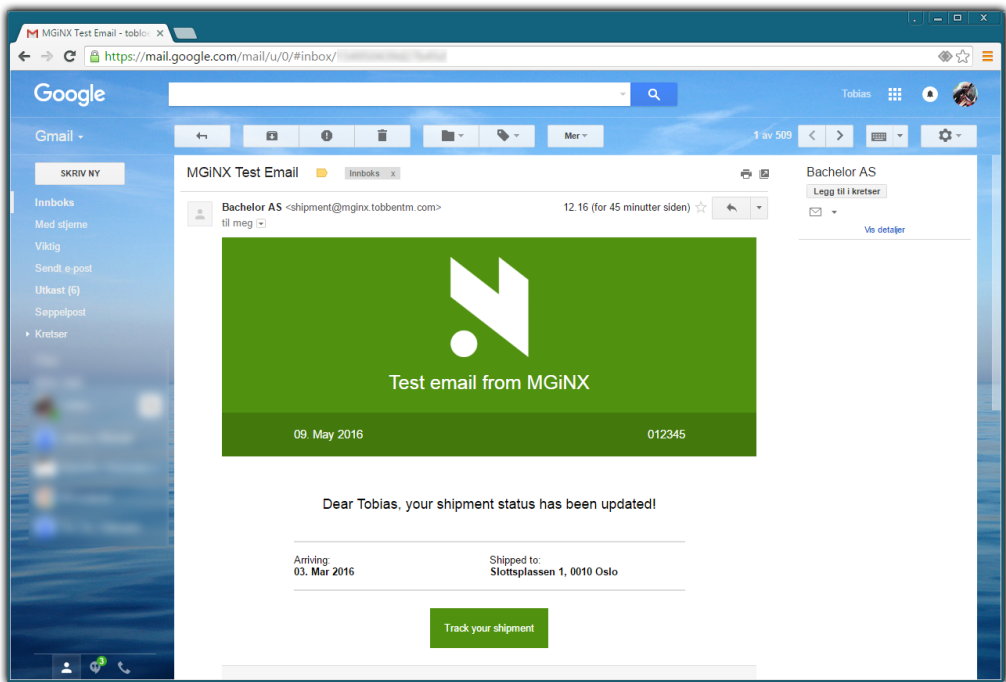 MGiNX Test Email - toblo
https://mail.google.com/mail/u/0/#inbox/
Google
Tobias
Gmail
Mer
1 av 509
SKRIV NY
Innboks
Med stjerne
Viktig
Sendt e-post
Utkast (6)
Søppelpost
Kretser
3
MGiNX Test Email
Innboks x
Bachelor AS <shipment@mginx.tobbentm.com>
12.16 (for 45 minutter siden)
til meg
Test email from MGiNX
09. May 2016 012345
Dear Tobias, your shipment status has been updated!
Arriving: Shipped to:
03. Mar 2016 Slottsplassen 1, 0010 Oslo
Track your shipment
Bachelor AS
Legg til i kretser
Vis detaljer